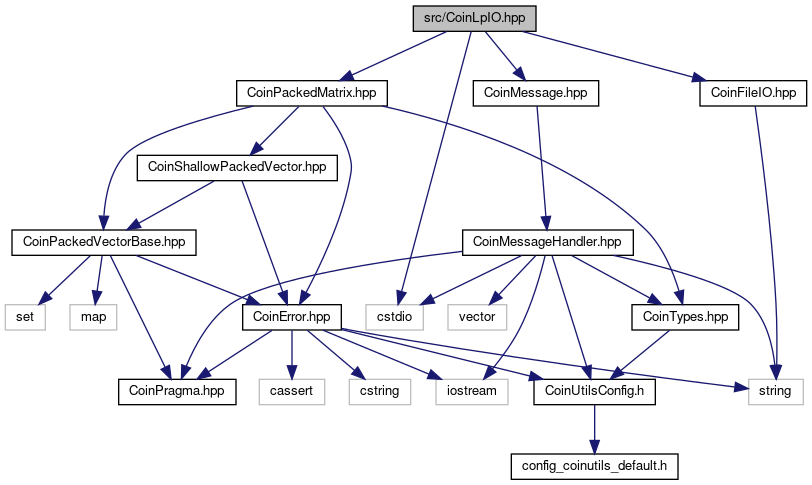 src/CoinLpIO.hpp
CoinPackedMatrix.hpp
CoinMessage.hpp
CoinFileIO.hpp
CoinShallowPackedVector.hpp
CoinPackedVectorBase.hpp
CoinMessageHandler.hpp
set
map
CoinError.hpp
cstdio
vector
CoinTypes.hpp
CoinPragma.hpp
cassert
cstring
iostream
CoinUtilsConfig.h
string
config_coinutils_default.h